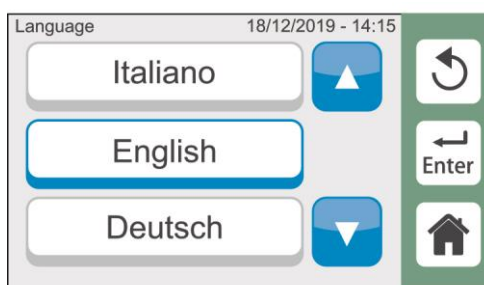 Language 18/12/2019 - 14:15
Italiano
English
Enter
Deutsch